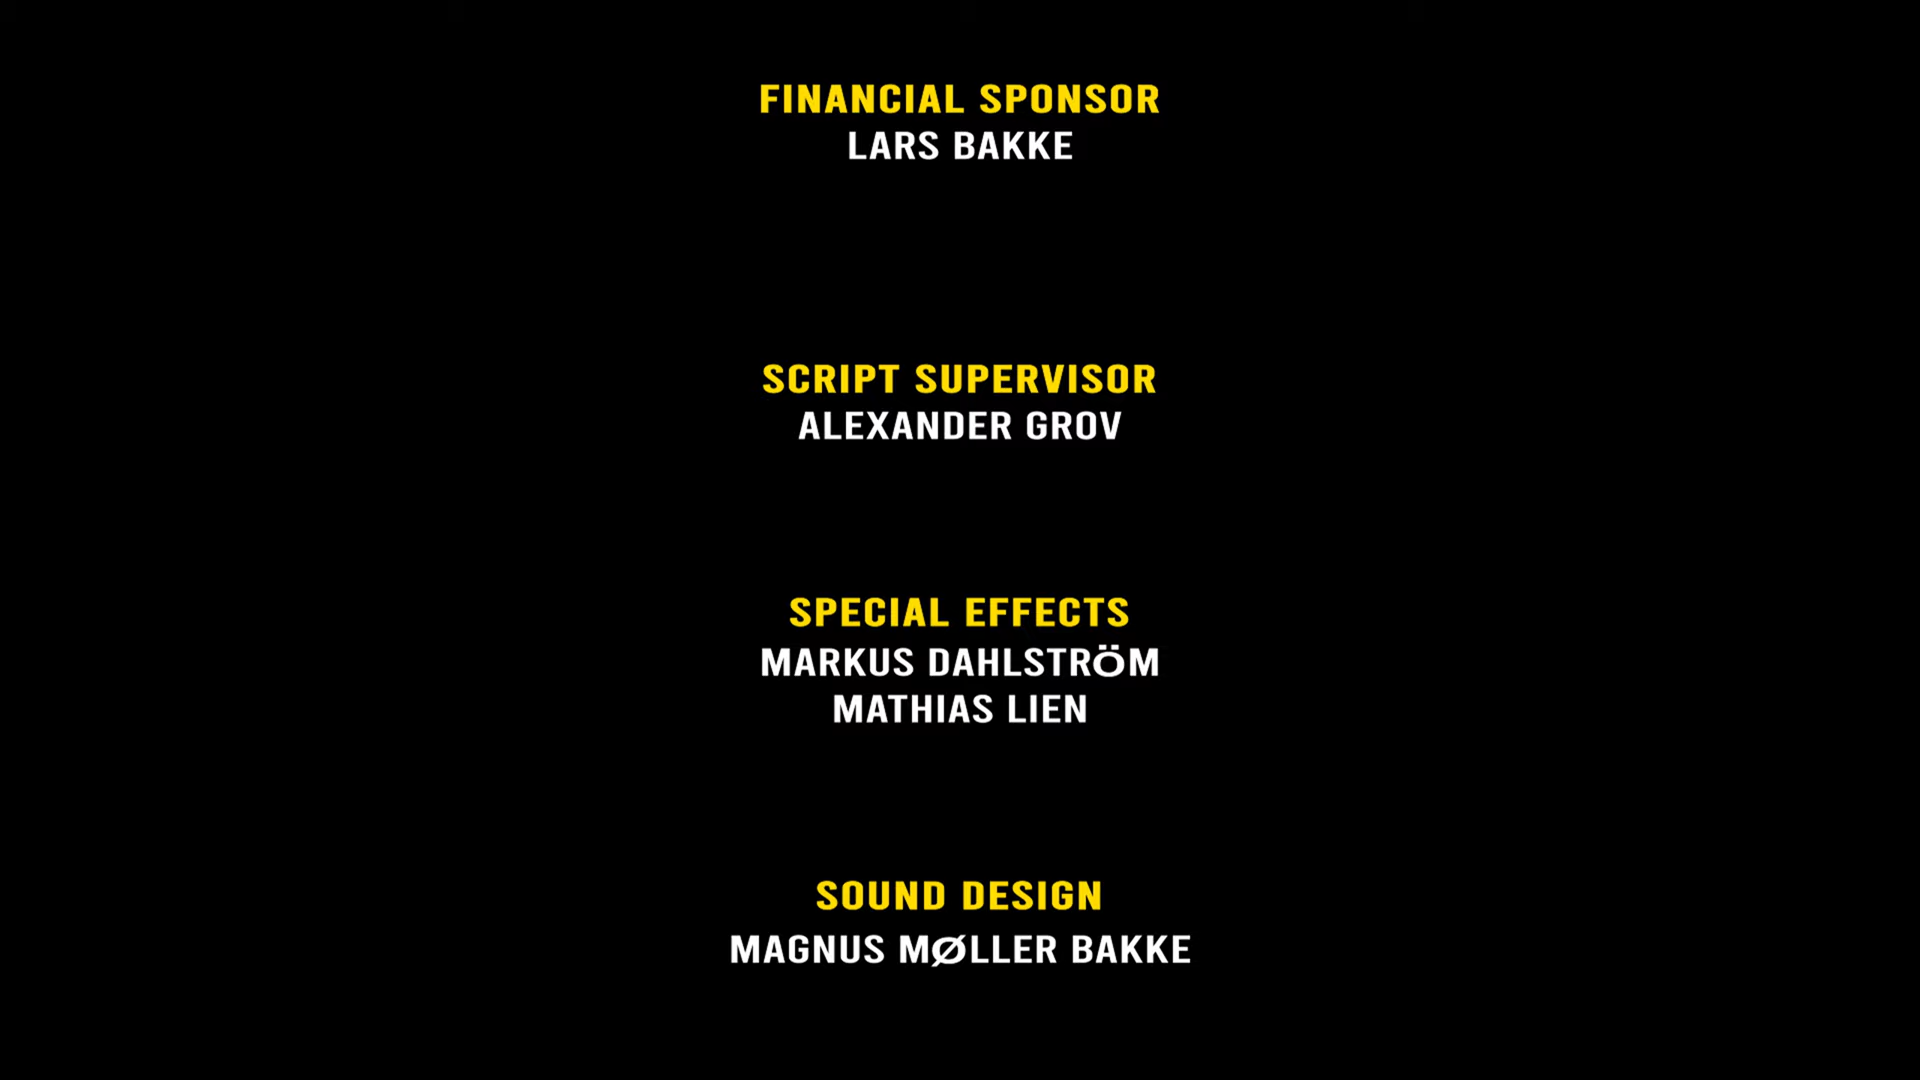 FINANCIAL SPONSOR
LARS BAKKE
SCRIPT SUPERVISOR
ALEXANDER GROV
SPECIAL EFFECTS
MARKUS DAHLSTRÖM
MATHIAS LIEN
SOUND DESIGN
MAGNUS MØLLER BAKKE